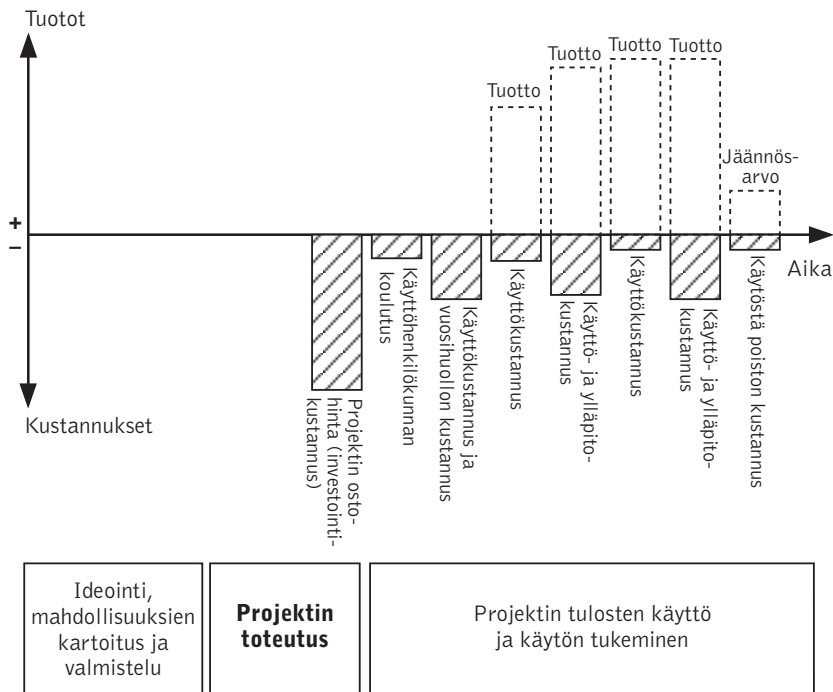 Tuotot
Tuotto
Tuotto
Tuotto
Tuotto
Jäännös-
arvo
+
–
Aika
Kustannukset
Projektin osto-
hinta (investointi-
kustannus)
Käyttöhenkilökunnan
koulutus
Käyttökustannus ja
vuosihuollon kustannus
Käyttökustannus
Käyttö- ja ylläpito-
kustannus
Käyttökustannus
Käyttö- ja ylläpito-
kustannus
Käytöstä poiston kustannus
Ideointi,
mahdollisuuksien
kartoitus ja
valmistelu
Projektin
toteutus
Projektin tulosten käyttö
ja käytön tukeminen